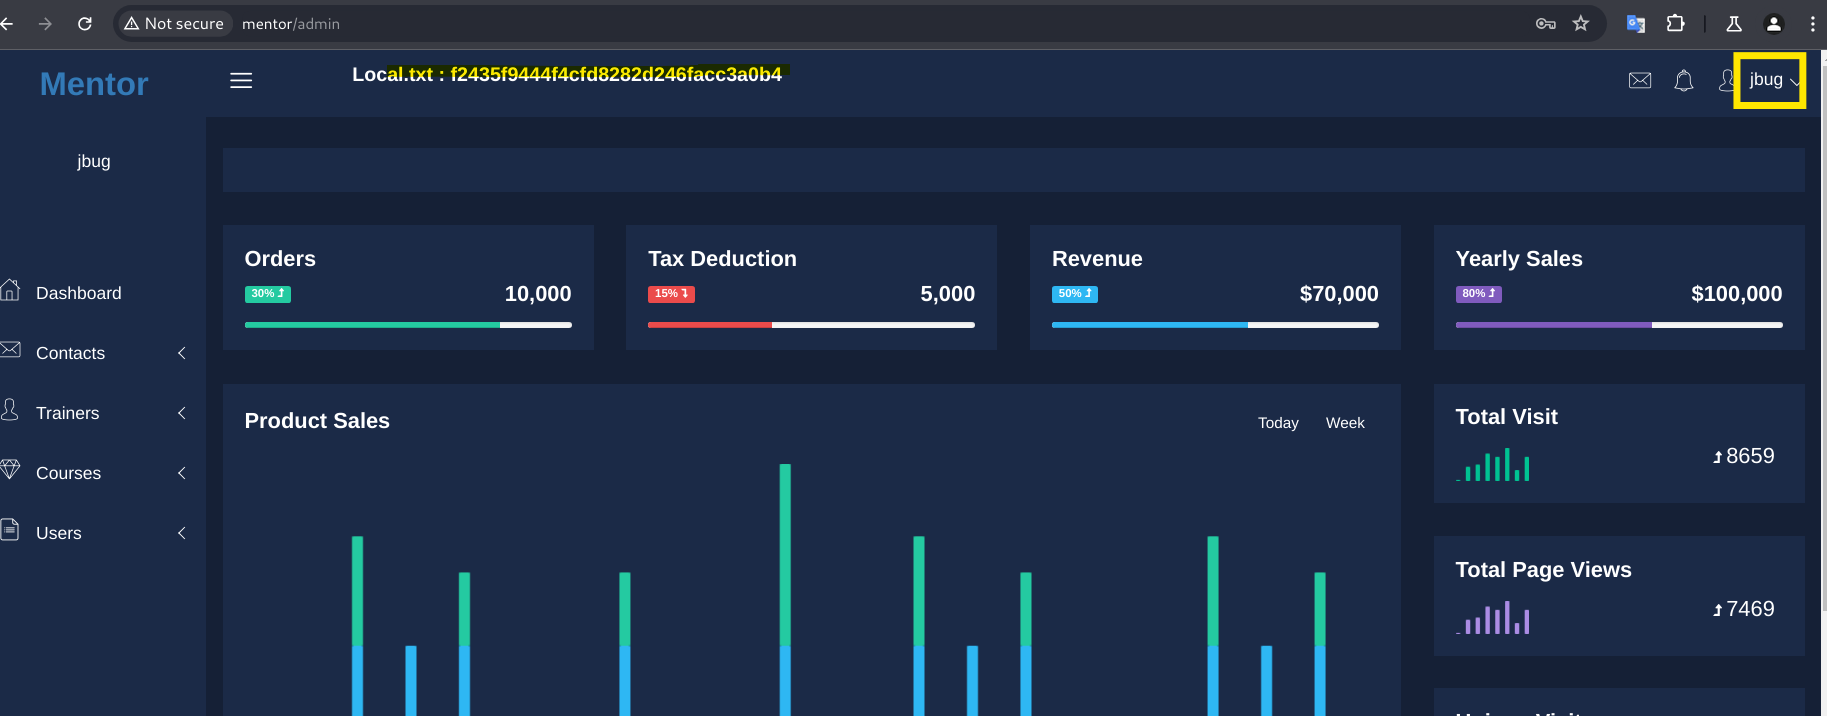 Not secure mentor/admin
Mentor
Local.txt : f2435f9444f4cfd8282d246facc3a0b4
jbug
jbug
Dashboard
Contacts
Trainers
Courses
Users
Orders
30%
10,000
Tax Deduction
15%
5,000
Revenue
50%
$70,000
Yearly Sales
80%
$100,000
Product Sales
Today Week
Total Visit
8659
Total Page Views
7469